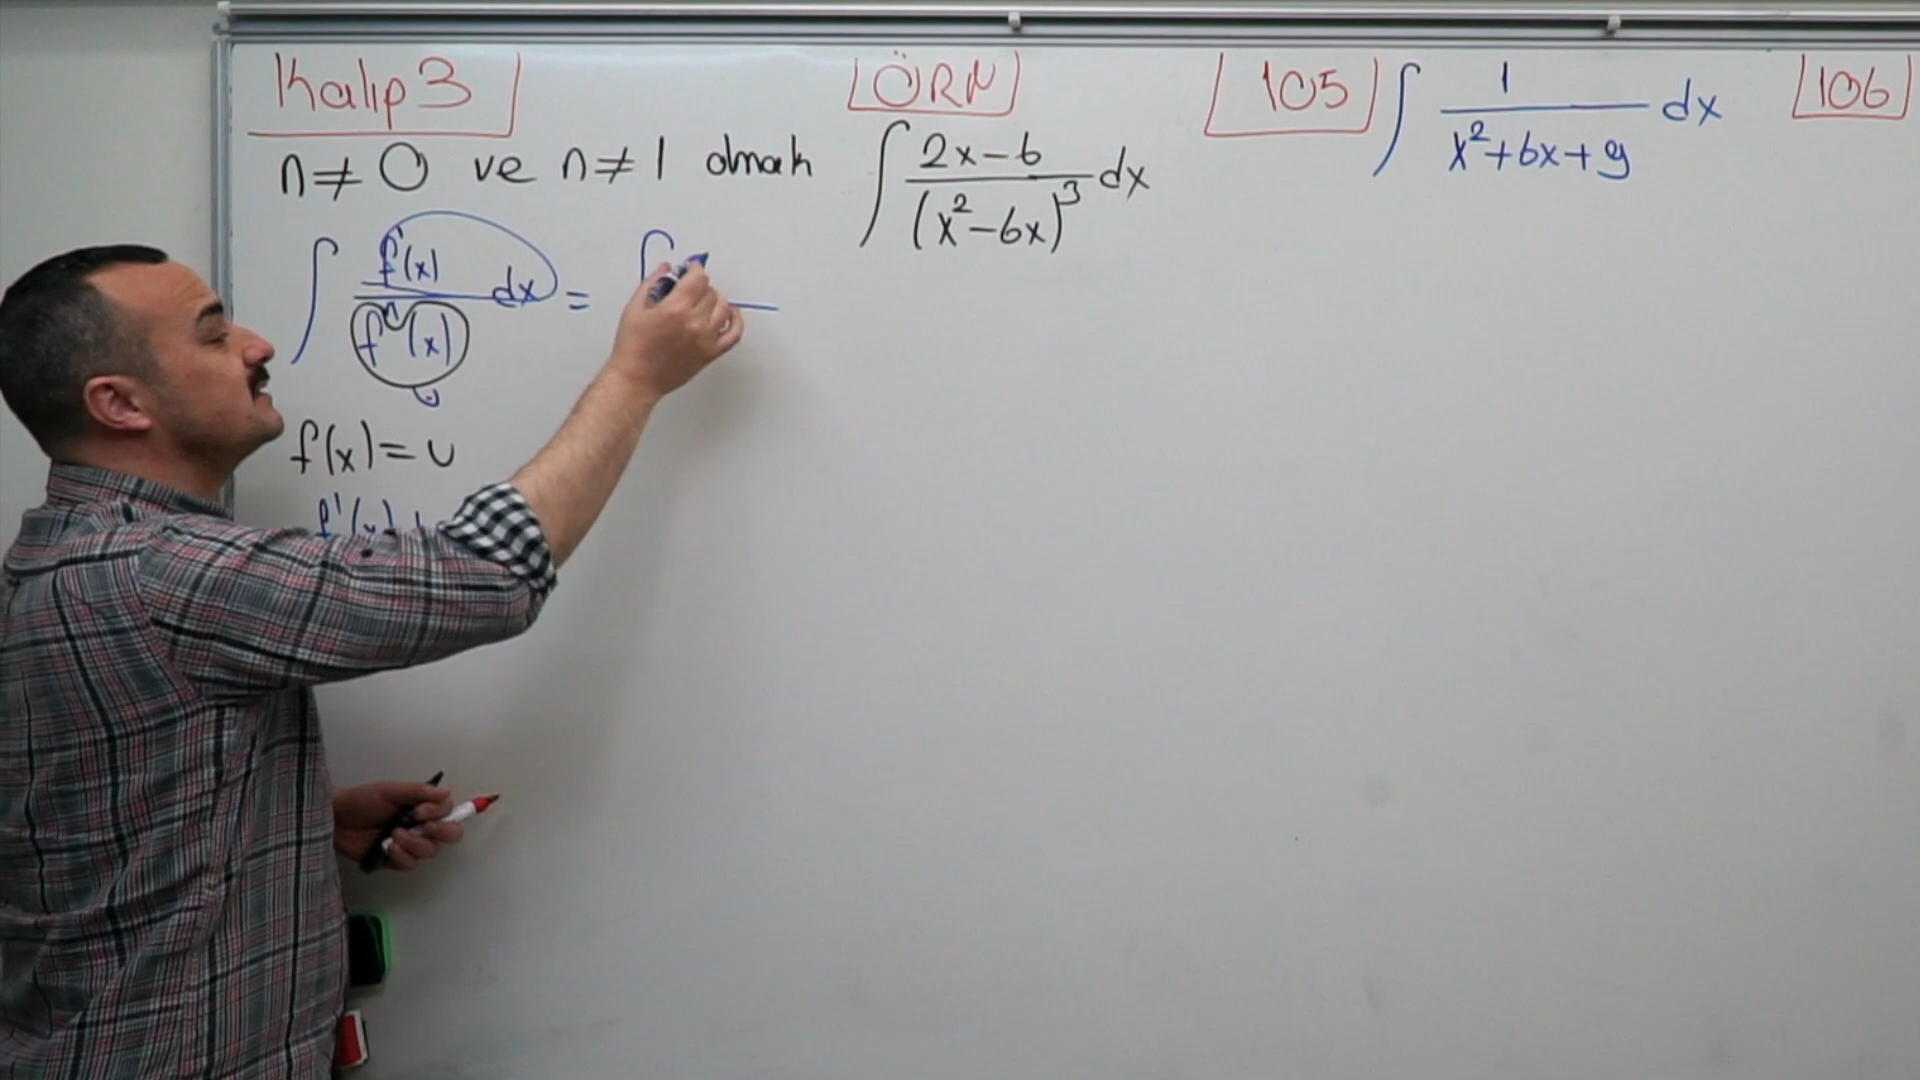 Kalıp 3
n ≠ 0 ve n ≠ 1 olmak
∫ f'(x) / fⁿ(x) dx = ∫
u
f(x) = u
f'(x)
ÖRN
∫ (2x-6) / (x²-6x)³ dx
105 ∫ 1 / (x²+6x+9) dx
106